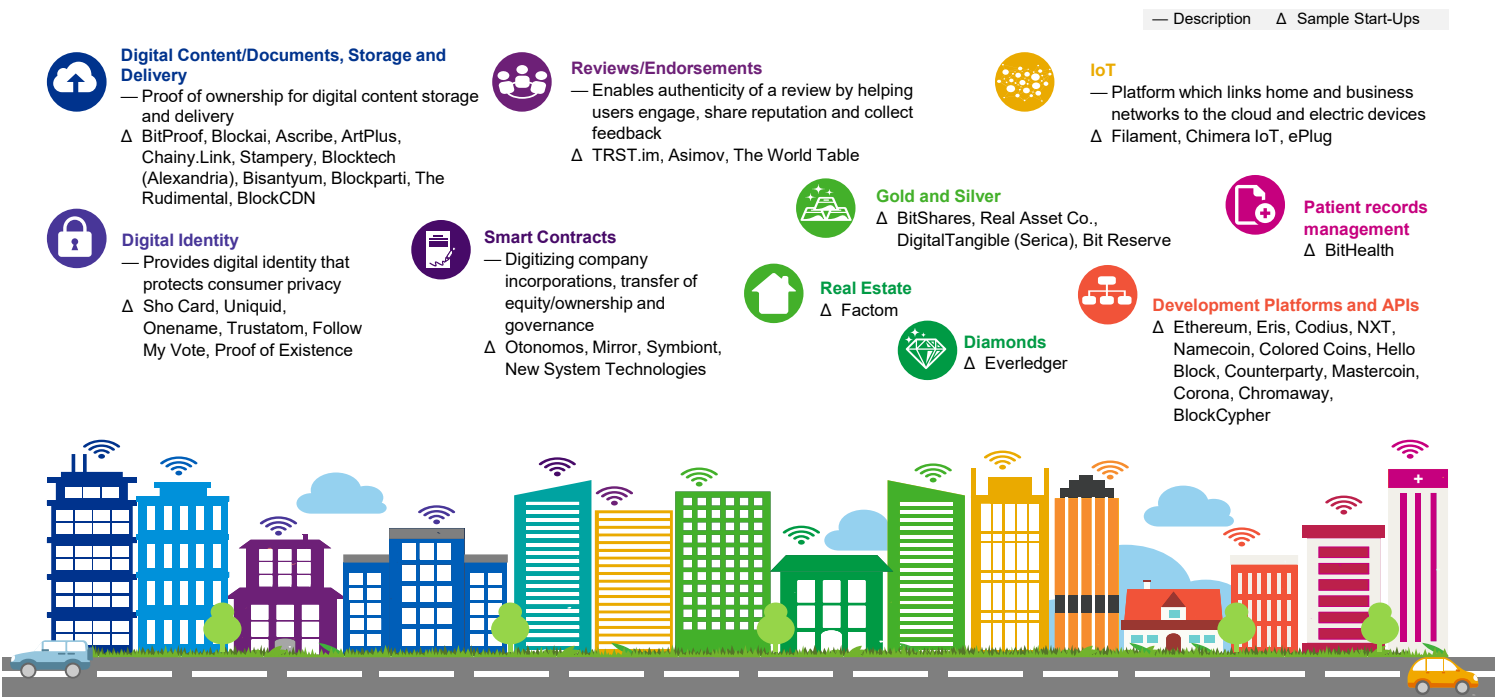 — Description Δ Sample Start-Ups
Digital Content/Documents, Storage and
Delivery
— Proof of ownership for digital content storage
and delivery
Δ BitProof, Blockai, Ascribe, ArtPlus,
Chainy.Link, Stampery, Blocktech
(Alexandria), Bisantyum, Blockparti, The
Rudimental, BlockCDN
Reviews/Endorsements
— Enables authenticity of a review by helping
users engage, share reputation and collect
feedback
Δ TRST.im, Asimov, The World Table
IoT
— Platform which links home and business
networks to the cloud and electric devices
Δ Filament, Chimera IoT, ePlug
Gold and Silver
Δ BitShares, Real Asset Co.,
DigitalTangible (Serica), Bit Reserve
Patient records
management
Δ BitHealth
Digital Identity
— Provides digital identity that
protects consumer privacy
Δ Sho Card, Uniquid,
Onename, Trustatom, Follow
My Vote, Proof of Existence
Smart Contracts
— Digitizing company
incorporations, transfer of
equity/ownership and
governance
Δ Otonomos, Mirror, Symbiont,
New System Technologies
Real Estate
Δ Factom
Diamonds
Δ Everledger
Development Platforms and APIs
Δ Ethereum, Eris, Codius, NXT,
Namecoin, Colored Coins, Hello
Block, Counterparty, Mastercoin,
Corona, Chromaway,
BlockCypher